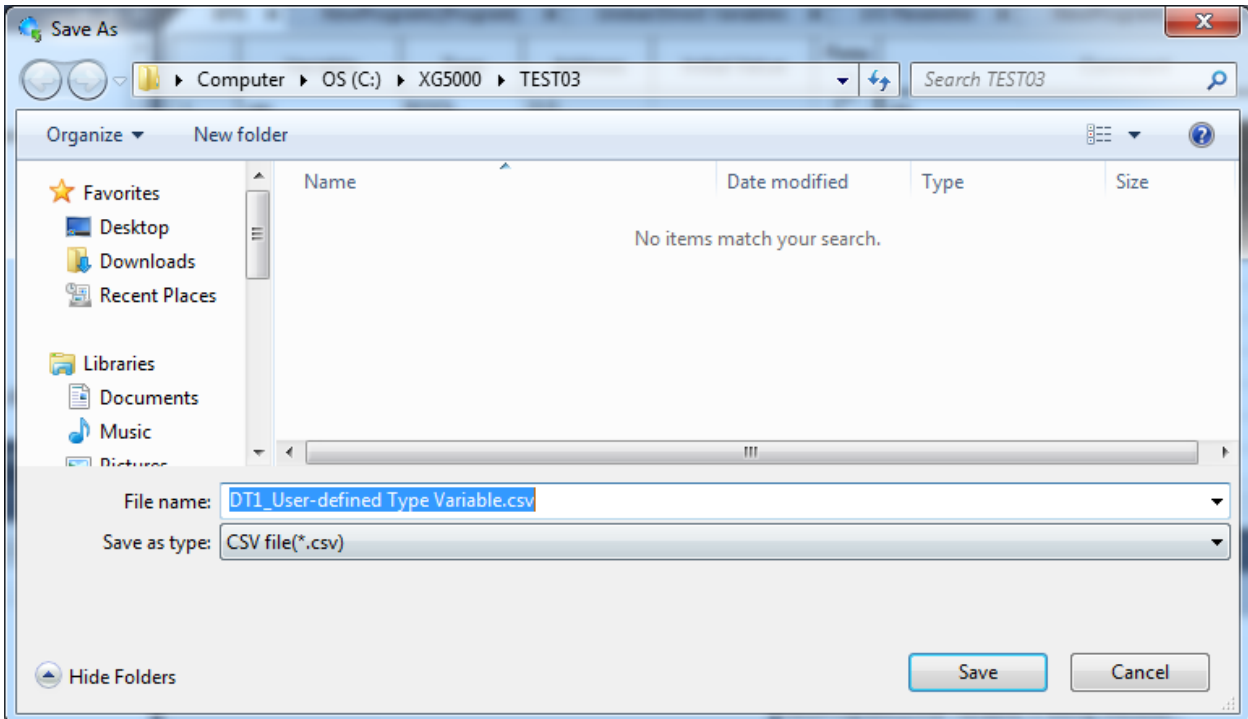 Save As
Computer ▸ OS (C:) ▸ XG5000 ▸ TEST03
Search TEST03
Organize
New folder
Name
Date modified
Type
Size
Favorites
Desktop
Downloads
Recent Places
Libraries
Documents
Music
Pictures
No items match your search.
File name: DT1_User-defined Type Variable.csv
Save as type: CSV file(*.csv)
Hide Folders
Save
Cancel